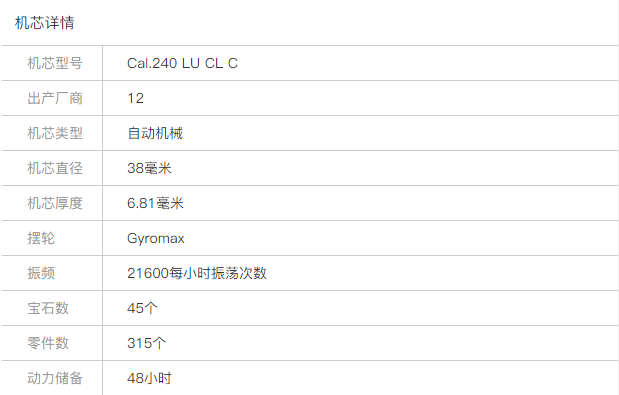 机芯详情
机芯型号 Cal.240 LU CL C
出产厂商 12
机芯类型 自动机械
机芯直径 38毫米
机芯厚度 6.81毫米
摆轮 Gyromax
振频 21600每小时振荡次数
宝石数 45个
零件数 315个
动力储备 48小时